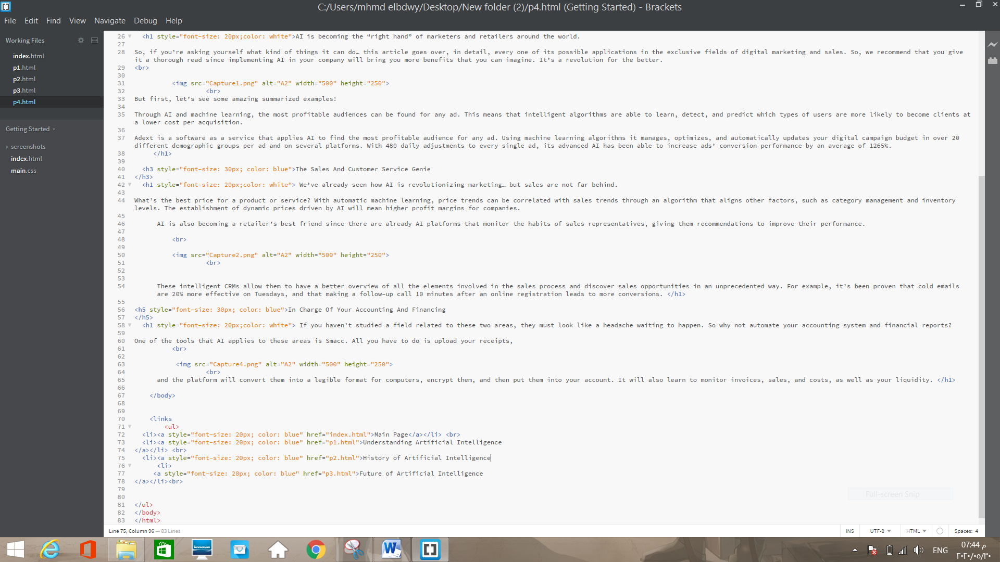 C:/Users/mhmd elbdwy/Desktop/New folder (2)/p4.html (Getting Started) - Brackets
File Edit Find View Navigate Debug Help
Working Files
index.html
p1.html
p2.html
p3.html
p4.html
Getting Started
screenshots
index.html
main.css
26 <h1 style="font-size: 20px;color: white">AI is becoming the “right hand” of marketers and retailers around the world.
27
28 So, if you’re asking yourself what kind of things it can do… this article goes over, in detail, every one of its possible applications in the exclusive fields of digital marketing and sales. So, we recommend that you give
it a thorough read since implementing AI in your company will bring you more benefits that you can imagine. It’s a revolution for the better.
29 <br>
30
31 <img src="Capture1.png" alt="A2" width="500" height="250">
32 <br>
33 But first, let’s see some amazing summarized examples!
34
35 Through AI and machine learning, the most profitable audiences can be found for any ad. This means that intelligent algorithms are able to learn, detect, and predict which types of users are more likely to become clients at
a lower cost per acquisition.
36
37 Adext is a software as a service that applies AI to find the most profitable audience for any ad. Using machine learning algorithms it manages, optimizes, and automatically updates your digital campaign budget in over 20
different demographic groups per ad and on several platforms. With 480 daily adjustments to every single ad, its advanced AI has been able to increase ads’ conversion performance by an average of 1265%.
38 </h1>
39
40 <h3 style="font-size: 30px; color: blue">The Sales And Customer Service Genie
41 </h3>
42 <h1 style="font-size: 20px;color: white"> We’ve already seen how AI is revolutionizing marketing… but sales are not far behind.
43
44 What’s the best price for a product or service? With automatic machine learning, price trends can be correlated with sales trends through an algorithm that aligns other factors, such as category management and inventory
levels. The establishment of dynamic prices driven by AI will mean higher profit margins for companies.
45
46 AI is also becoming a retailer’s best friend since there are already AI platforms that monitor the habits of sales representatives, giving them recommendations to improve their performance.
47
48 <br>
49
50 <img src="Capture2.png" alt="A2" width="500" height="250">
51 <br>
52
53
54 These intelligent CRMs allow them to have a better overview of all the elements involved in the sales process and discover sales opportunities in an unprecedented way. For example, it’s been proven that cold emails
are 20% more effective on Tuesdays, and that making a follow-up call 10 minutes after an online registration leads to more conversions. </h1>
55
56 <h5 style="font-size: 30px; color: blue">In Charge Of Your Accounting And Financing
57 </h5>
58 <h1 style="font-size: 20px;color: white"> If you haven’t studied a field related to these two areas, they must look like a headache waiting to happen. So why not automate your accounting system and financial reports?
59
60 One of the tools that AI applies to these areas is Smacc. All you have to do is upload your receipts,
61 <br>
62
63 <img src="Capture4.png" alt="A2" width="500" height="250">
64 <br>
65 and the platform will convert them into a legible format for computers, encrypt them, and then put them into your account. It will also learn to monitor invoices, sales, and costs, as well as your liquidity. </h1>
66
67 </body>
68
69
70 <links
71 <ul>
72 <li><a style="font-size: 20px; color: blue" href="index.html">Main Page</a></li> <br>
73 <li><a style="font-size: 20px; color: blue" href="p1.html">Understanding Artificial Intelligence
74 </a></li> <br>
75 <li><a style="font-size: 20px; color: blue" href="p2.html">History of Artificial Intelligence
76 <li>
77 <a style="font-size: 20px; color: blue" href="p3.html">Future of Artificial Intelligence
78 </a></li><br>
79
80
81 </ul>
82 </body>
83 </html>
Full-screen Snip
Line 75, Column 96 — 83 Lines
INS UTF-8 HTML Spaces: 4
lenovo
ENG
07:44 م
٢٠٢٠/٠٥/٣٠